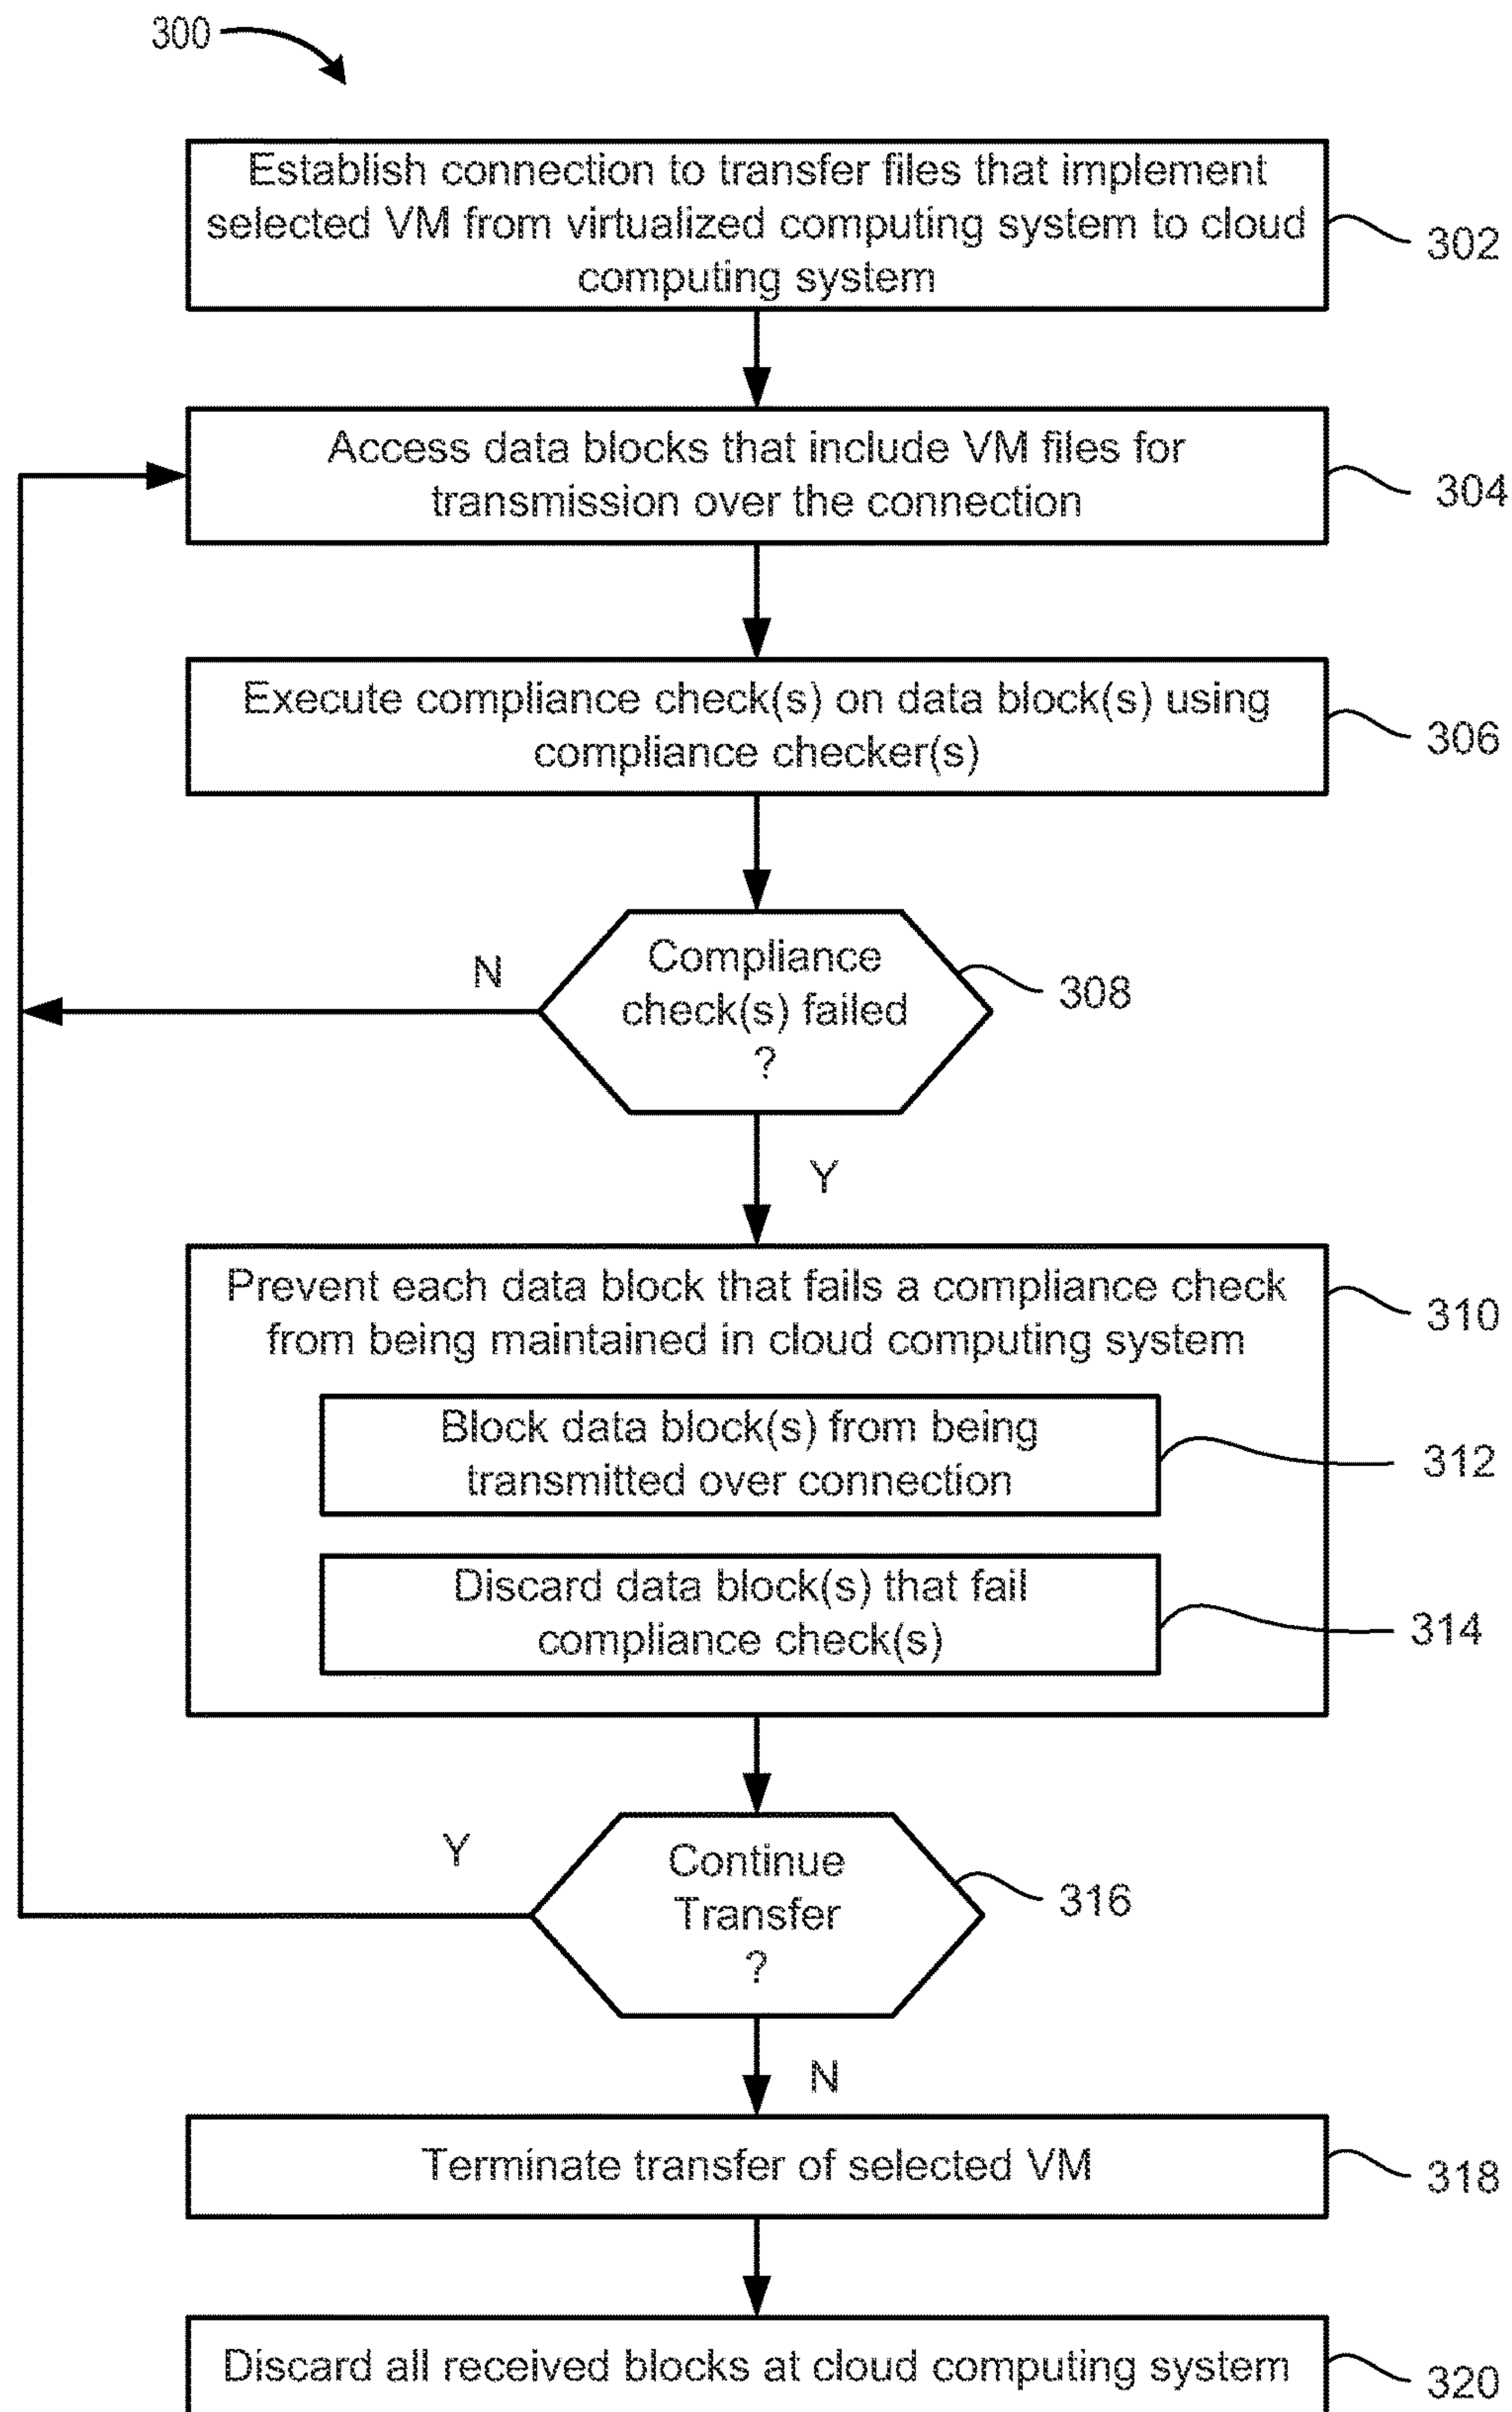 300
Establish connection to transfer files that implement
selected VM from virtualized computing system to cloud
computing system
302
Access data blocks that include VM files for
transmission over the connection
304
Execute compliance check(s) on data block(s) using
compliance checker(s)
306
Compliance
check(s) failed
?
308
N
Y
Prevent each data block that fails a compliance check
from being maintained in cloud computing system
310
Block data block(s) from being
transmitted over connection
312
Discard data block(s) that fail
compliance check(s)
314
Continue
Transfer
?
316
Y
N
Terminate transfer of selected VM
318
Discard all received blocks at cloud computing system
320